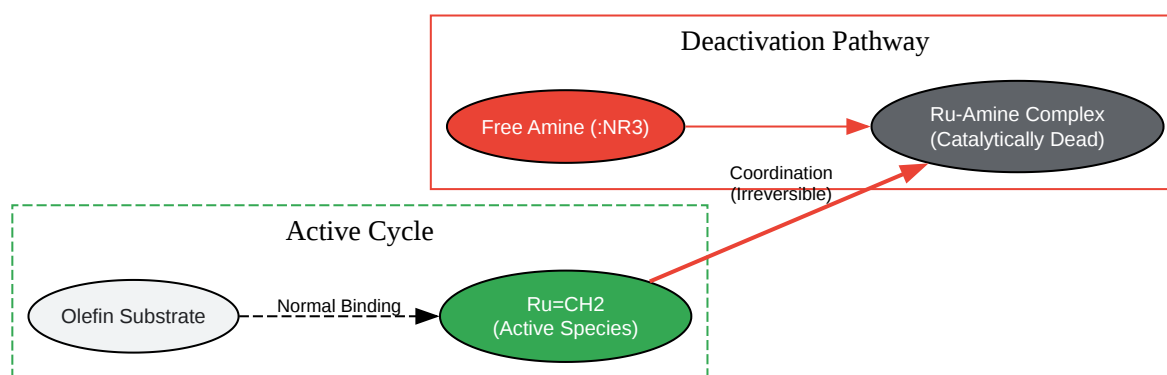 Deactivation Pathway
Free Amine (:NR3)
Ru-Amine Complex
(Catalytically Dead)
Coordination
(Irreversible)
Active Cycle
Olefin Substrate
Normal Binding
Ru=CH2
(Active Species)